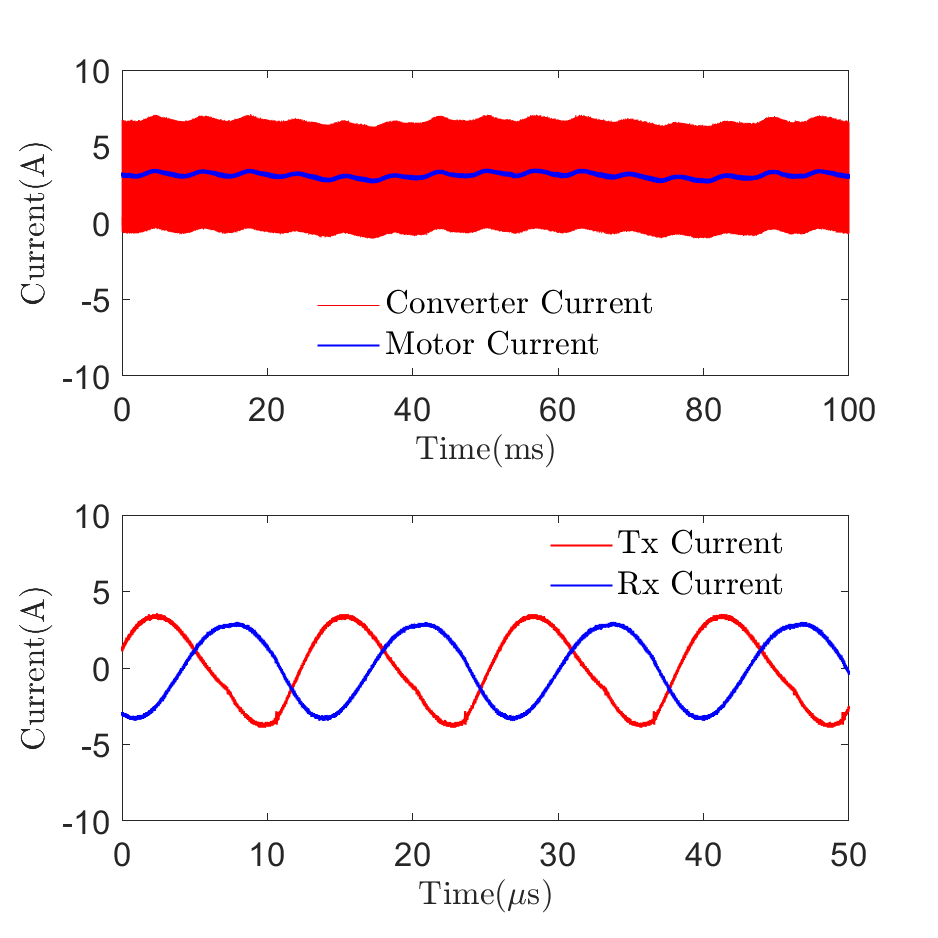 10
5
0
-5
-10
Current(A)
Converter Current
Motor Current
0 20 40 60 80 100
Time(ms)
10
5
0
-5
-10
Current(A)
Tx Current
Rx Current
0 10 20 30 40 50
Time(μs)